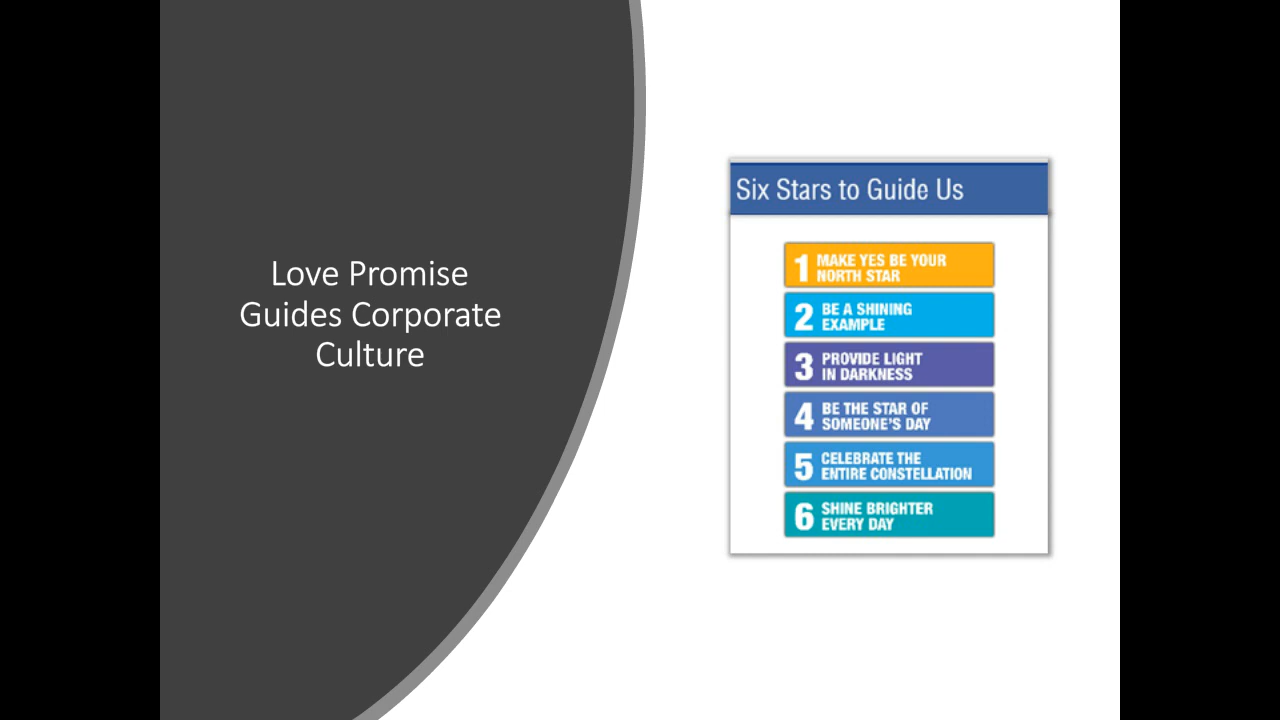 Love Promise
Guides Corporate
Culture
Six Stars to Guide Us
1 MAKE YES BE YOUR
NORTH STAR
2 BE A SHINING
EXAMPLE
3 PROVIDE LIGHT
IN DARKNESS
4 BE THE STAR OF
SOMEONE'S DAY
5 CELEBRATE THE
ENTIRE CONSTELLATION
6 SHINE BRIGHTER
EVERY DAY